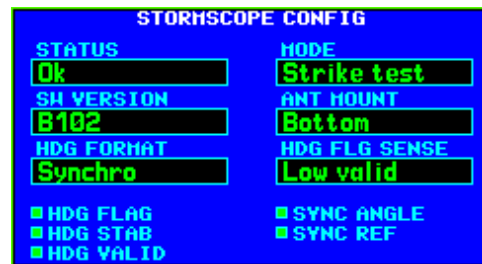 STORMSCOPE CONFIG
STATUS MODE
Ok Strike test
SW VERSION ANT MOUNT
B102 Bottom
HDG FORMAT HDG FLG SENSE
Synchro Low valid
HDG FLAG SYNC ANGLE
HDG STAB SYNC REF
HDG VALID